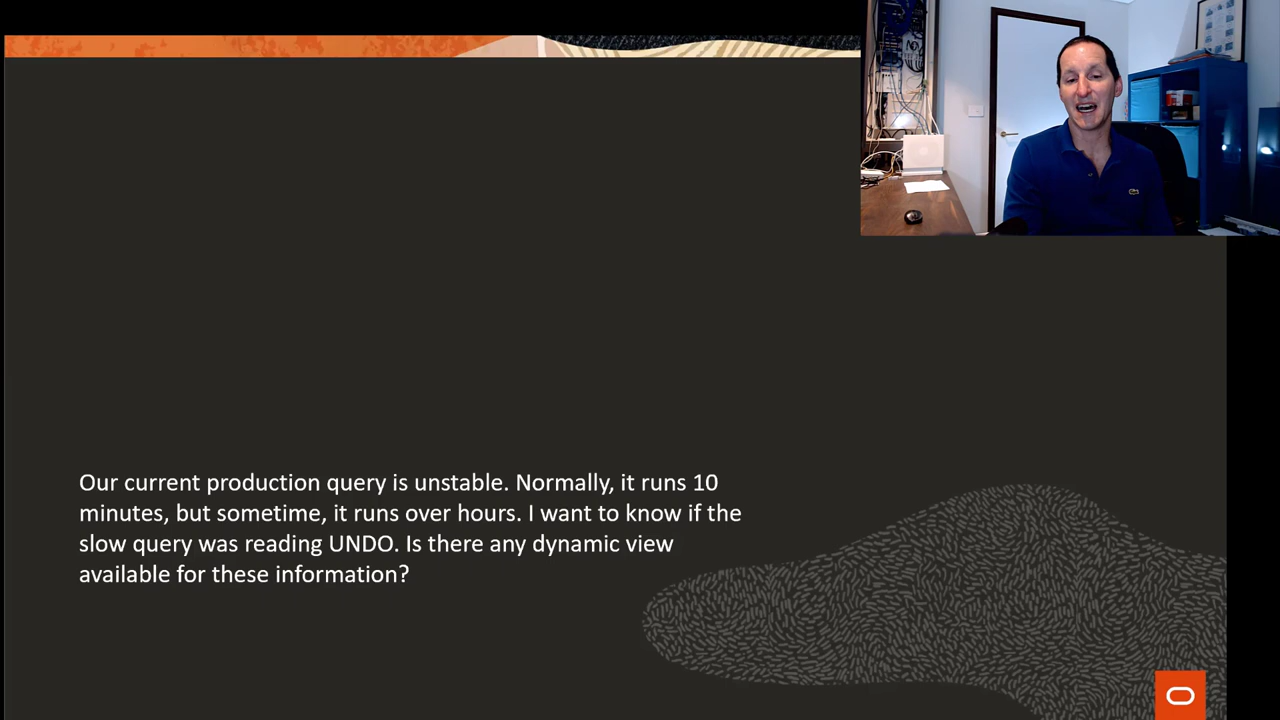 Our current production query is unstable. Normally, it runs 10
minutes, but sometime, it runs over hours. I want to know if the
slow query was reading UNDO. Is there any dynamic view
available for these information?